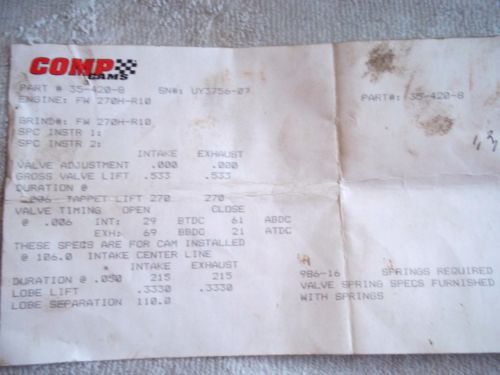 COMP
CAMS
PART # 35-420-8 SN#: UY3756-07
ENGINE: FW 270H-R10
GRIND#: FW 270H-R10
SPC INSTR 1:
SPC INSTR 2:
INTAKE EXHAUST
VALVE ADJUSTMENT .000 .000
GROSS VALVE LIFT .533 .533
DURATION @
.006 TAPPET LIFT 270 270
VALVE TIMING OPEN CLOSE
@ .006 INT: 29 BTDC 61 ABDC
EXH: 69 BBDC 21 ATDC
THESE SPECS ARE FOR CAM INSTALLED
@ 106.0 INTAKE CENTER LINE
INTAKE EXHAUST
DURATION @ .050 215 215
LOBE LIFT .3330 .3330
LOBE SEPARATION 110.0
PART#: 35-420-8
986-16 SPRINGS REQUIRED
VALVE SPRING SPECS FURNISHED
WITH SPRINGS